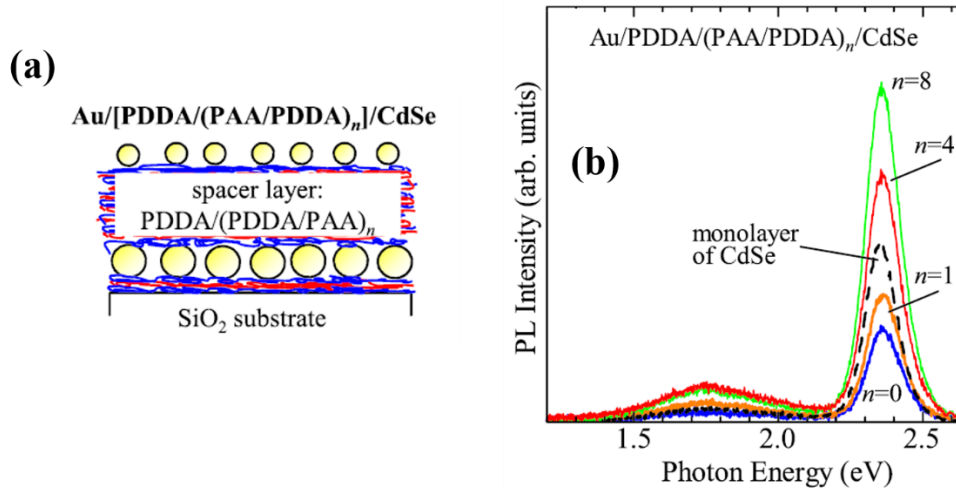 (a)
Au/[PDDA/(PAA/PDDA)n]/CdSe
spacer layer:
PDDA/(PDDA/PAA)n
SiO2 substrate
(b)
Au/PDDA/(PAA/PDDA)n/CdSe
n=8
n=4
monolayer
of CdSe
n=1
n=0
PL Intensity (arb. units)
1.5 2.0 2.5
Photon Energy (eV)